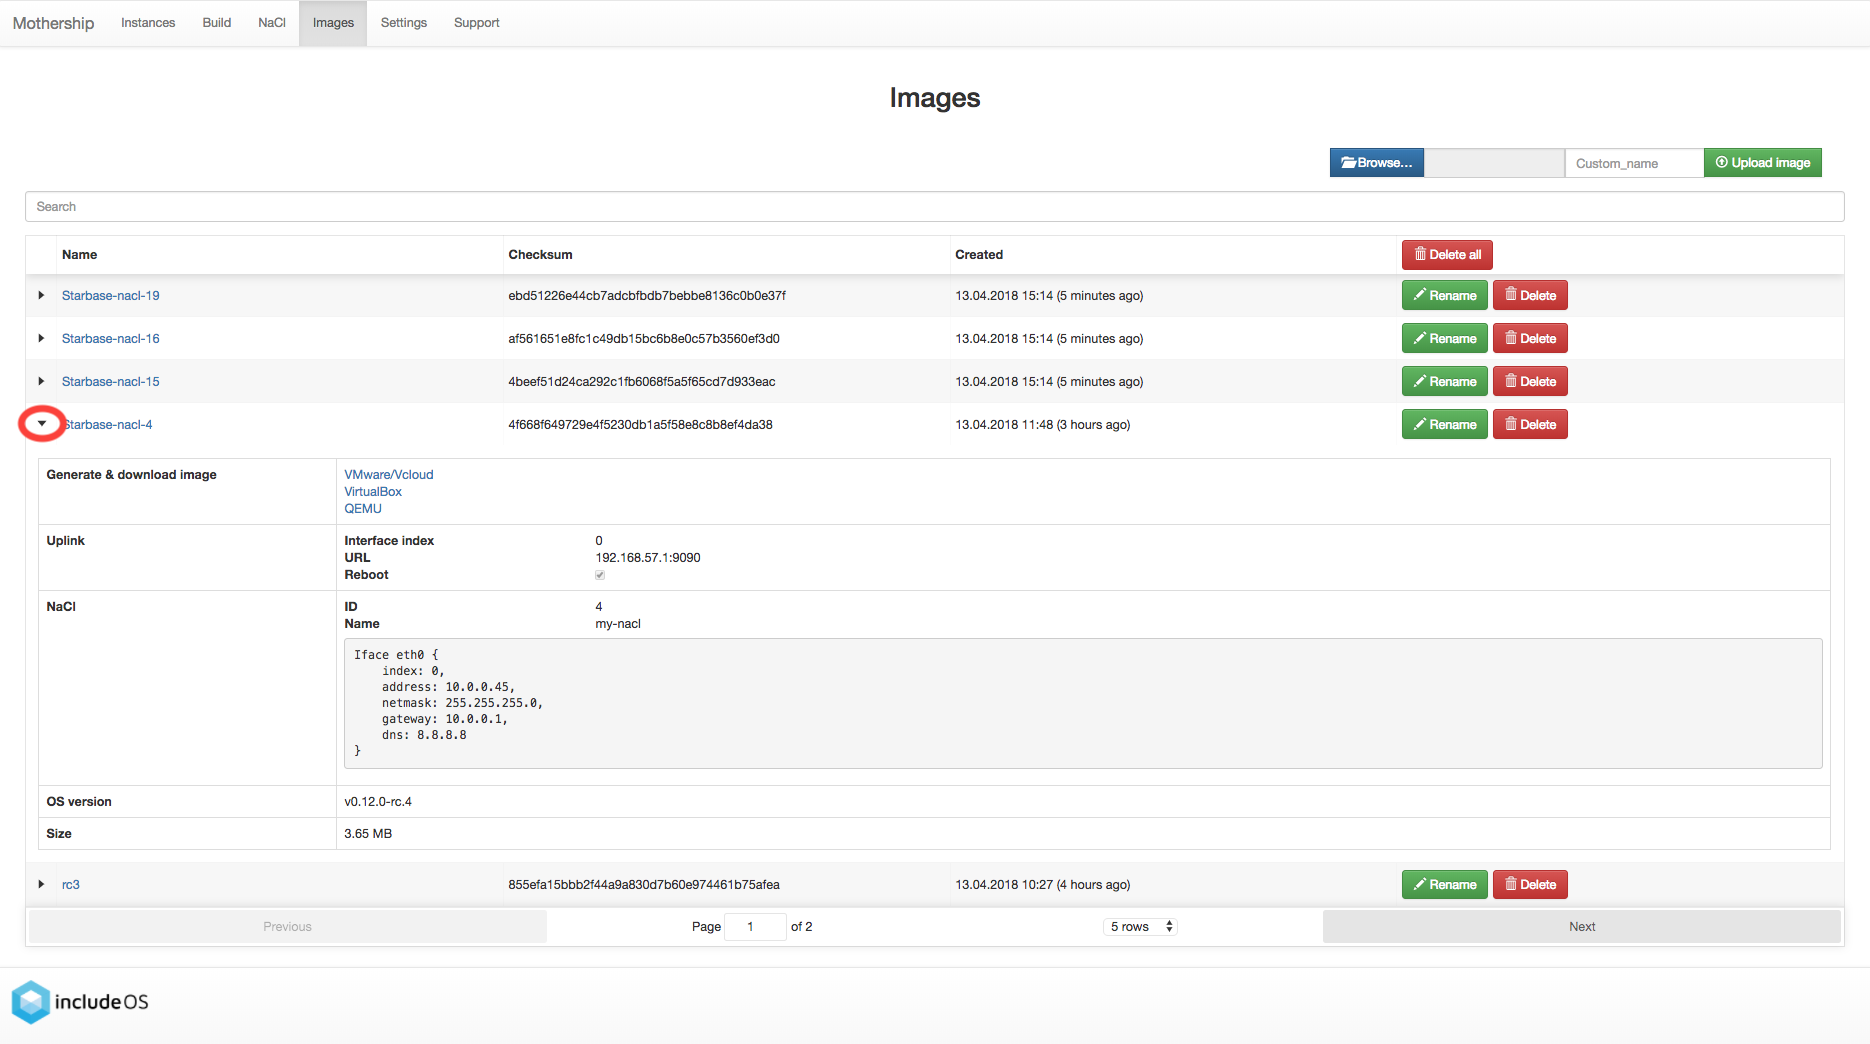 Mothership Instances Build NaCl Images Settings Support
Images
Browse... Custom_name Upload image
Search
Name Checksum Created Delete all
Starbase-nacl-19 ebd51226e44cb7adcbfbdb7bebbe8136c0b0e37f 13.04.2018 15:14 (5 minutes ago) Rename Delete
Starbase-nacl-16 af561651e8fc1c49db15bc6b8e0c57b3560ef3d0 13.04.2018 15:14 (5 minutes ago) Rename Delete
Starbase-nacl-15 4beef51d24ca292c1fb6068f5a5f65cd7d933eac 13.04.2018 15:14 (5 minutes ago) Rename Delete
Starbase-nacl-4 4f668f649729e4f5230db1a5f58e8c8b8ef4da38 13.04.2018 11:48 (3 hours ago) Rename Delete
Generate & download image VMware/Vcloud
VirtualBox
QEMU
Uplink Interface index 0
URL 192.168.57.1:9090
Reboot
NaCl ID 4
Name my-nacl
Iface eth0 {
index: 0,
address: 10.0.0.45,
netmask: 255.255.255.0,
gateway: 10.0.0.1,
dns: 8.8.8.8
}
OS version v0.12.0-rc.4
Size 3.65 MB
rc3 855efa15bbb2f44a9a830d7b60e974461b75afea 13.04.2018 10:27 (4 hours ago) Rename Delete
Previous Page 1 of 2 5 rows Next
includeOS